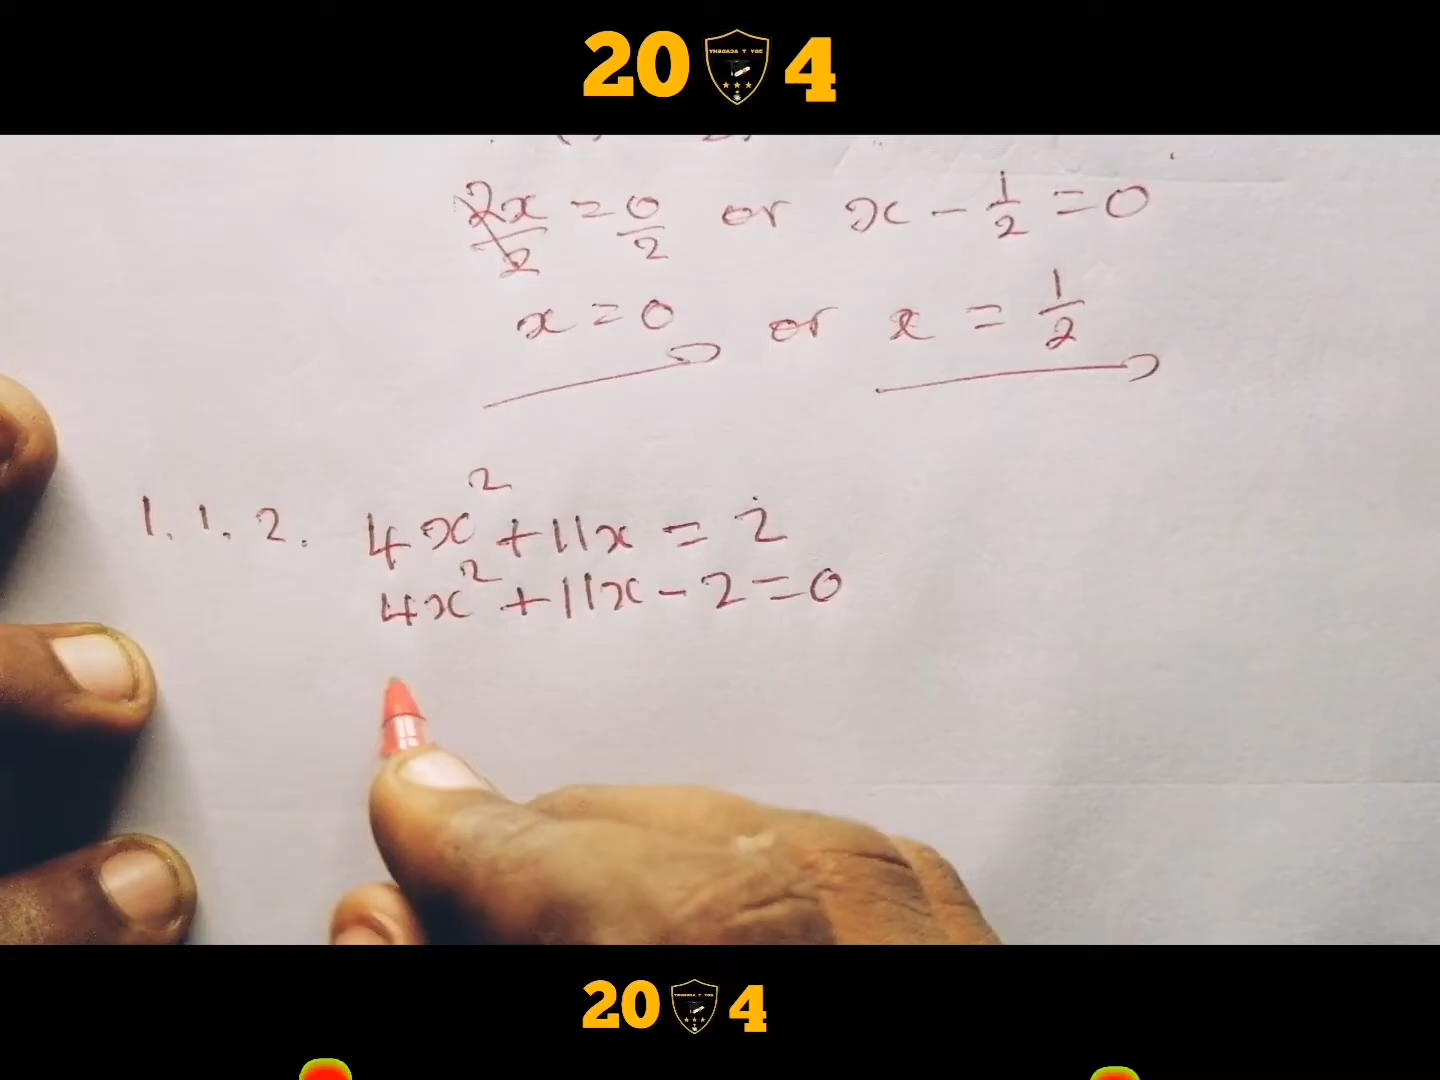 20 4
2x/2 = 0/2 or x - 1/2 = 0
x = 0 or x = 1/2
1.1.2. 4x² + 11x = 2
4x² + 11x - 2 = 0
20 4